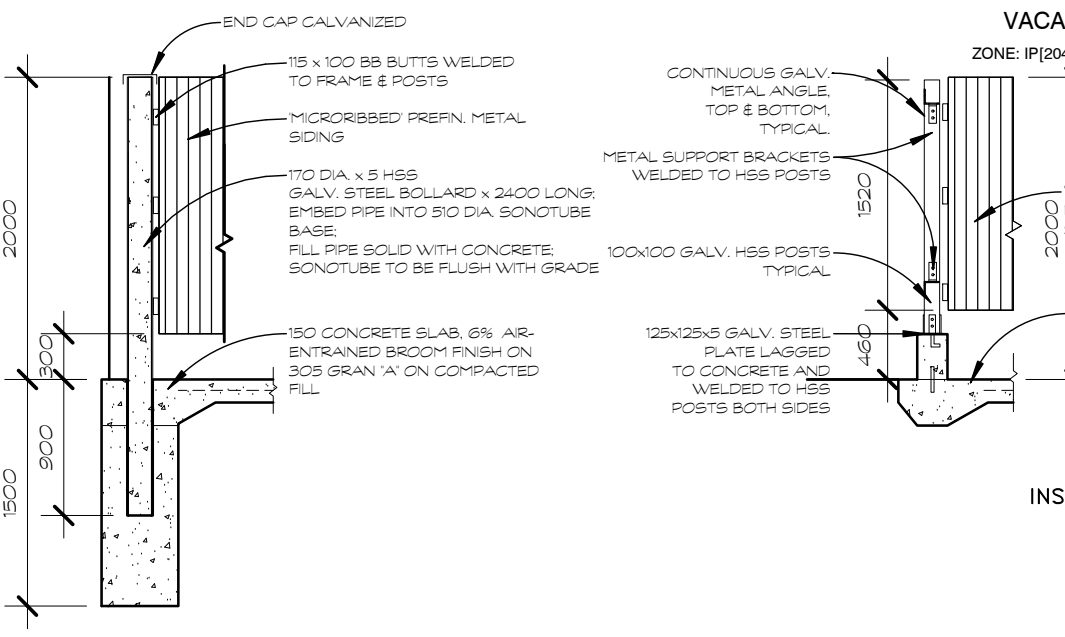 END CAP CALVANIZED
115 x 100 BB BUTTS WELDED
TO FRAME & POSTS
'MICRORIBBED' PREFIN. METAL
SIDING
170 DIA. x 5 HSS
GALV. STEEL BOLLARD x 2400 LONG;
EMBED PIPE INTO 510 DIA. SONOTUBE
BASE;
FILL PIPE SOLID WITH CONCRETE;
SONOTUBE TO BE FLUSH WITH GRADE
150 CONCRETE SLAB, 6% AIR-
ENTRAINED BROOM FINISH ON
305 GRAN "A" ON COMPACTED
FILL
2000
300
900
1500
CONTINUOUS GALV.
METAL ANGLE,
TOP & BOTTOM,
TYPICAL.
METAL SUPPORT BRACKETS
WELDED TO HSS POSTS
100x100 GALV. HSS POSTS
TYPICAL
125x125x5 GALV. STEEL
PLATE LAGGED
TO CONCRETE AND
WELDED TO HSS
POSTS BOTH SIDES
1520
460
2000
VACA
ZONE: IP[204
INS